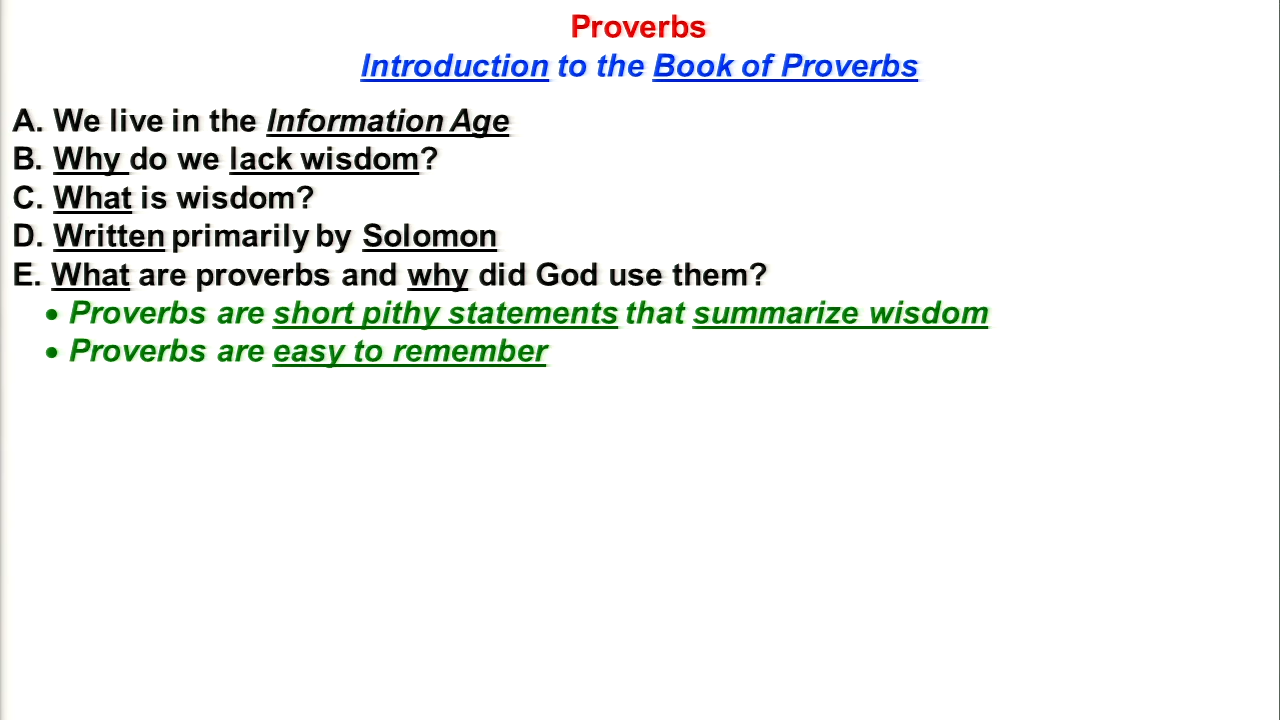 Proverbs
Introduction to the Book of Proverbs
A. We live in the Information Age
B. Why do we lack wisdom?
C. What is wisdom?
D. Written primarily by Solomon
E. What are proverbs and why did God use them?
• Proverbs are short pithy statements that summarize wisdom
• Proverbs are easy to remember